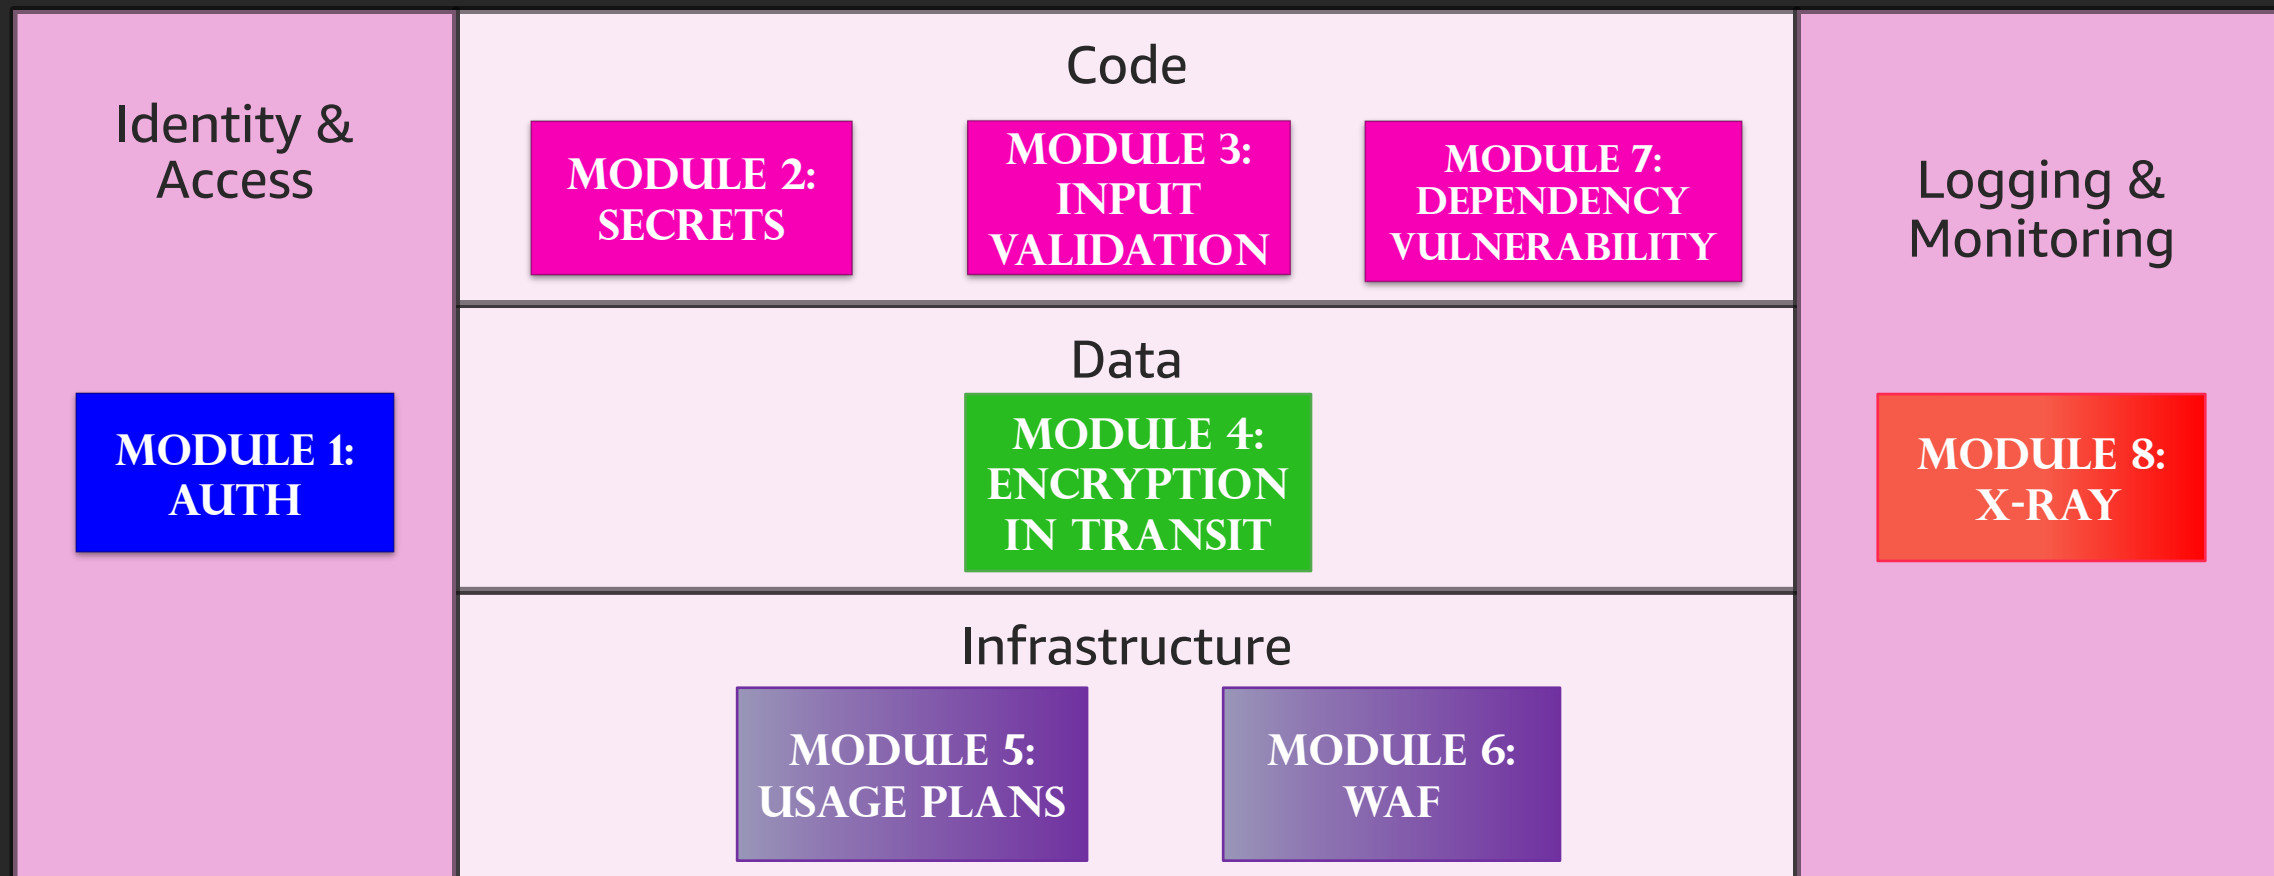 Identity &
Access
MODULE 1:
AUTH
Code
MODULE 2:
SECRETS
MODULE 3:
INPUT
VALIDATION
MODULE 7:
DEPENDENCY
VULNERABILITY
Data
MODULE 4:
ENCRYPTION
IN TRANSIT
Infrastructure
MODULE 5:
USAGE PLANS
MODULE 6:
WAF
Logging &
Monitoring
MODULE 8:
X-RAY